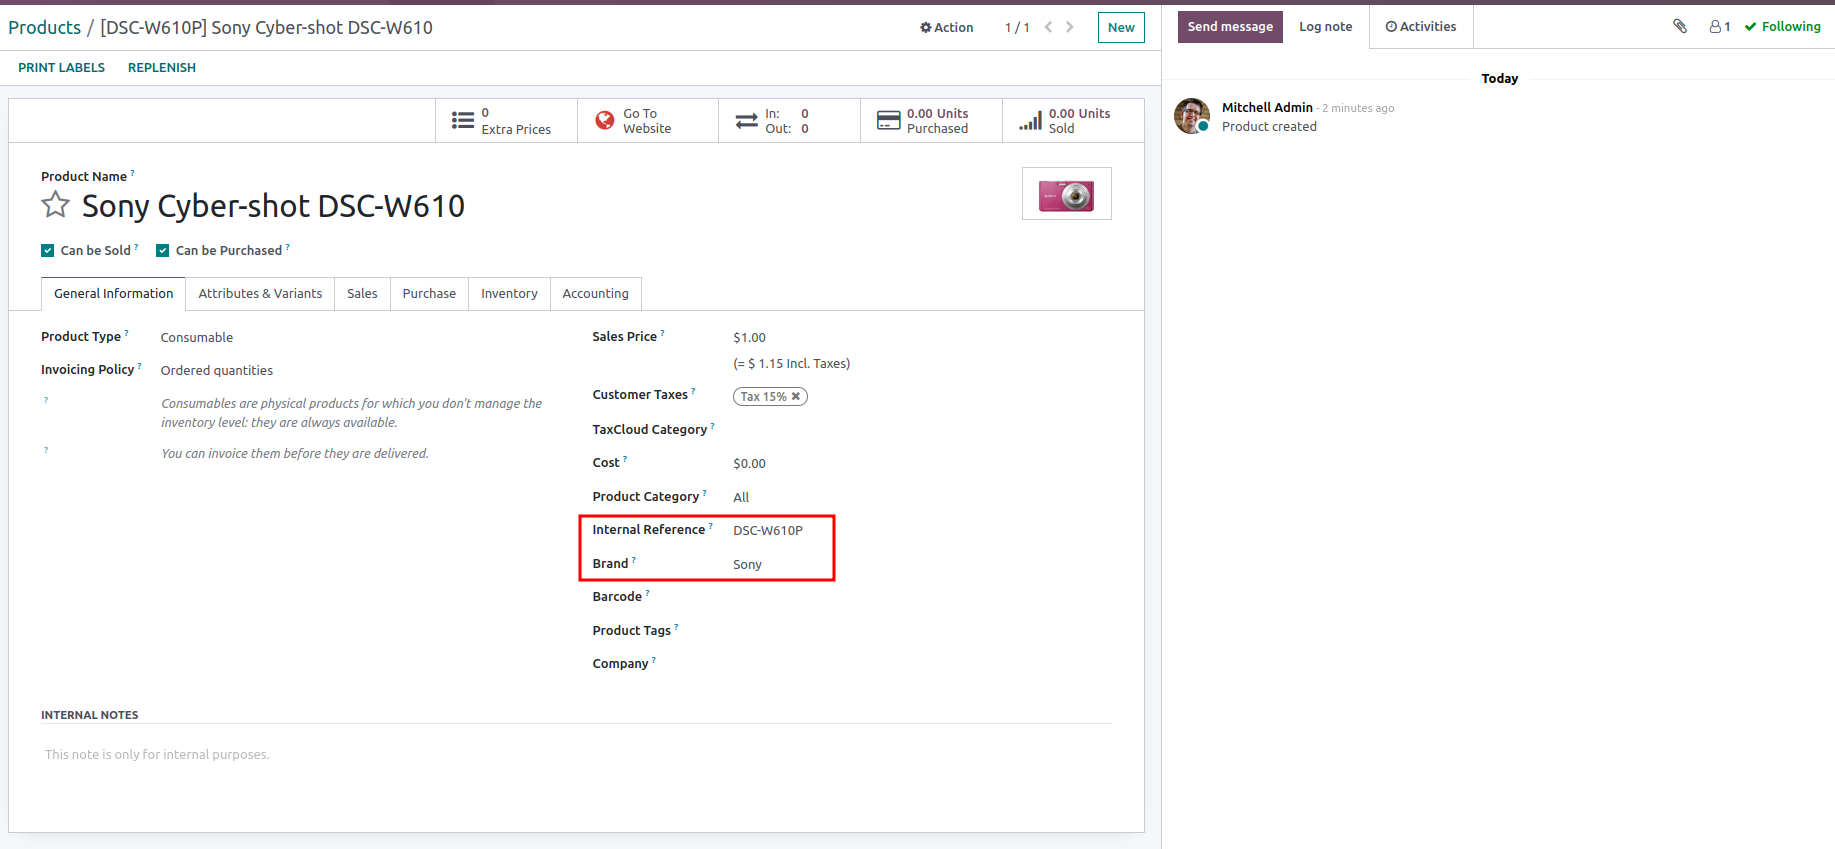 Products / [DSC-W610P] Sony Cyber-shot DSC-W610
Action
1 / 1
New
PRINT LABELS
REPLENISH
0
Extra Prices
Go To
Website
In: 0
Out: 0
0.00 Units
Purchased
0.00 Units
Sold
Product Name ?
Sony Cyber-shot DSC-W610
Can be Sold ?
Can be Purchased ?
General Information
Attributes & Variants
Sales
Purchase
Inventory
Accounting
Product Type ? Consumable
Invoicing Policy ? Ordered quantities
? Consumables are physical products for which you don't manage the
inventory level: they are always available.
? You can invoice them before they are delivered.
Sales Price ? $1.00
(= $ 1.15 Incl. Taxes)
Customer Taxes ? Tax 15% ✖
TaxCloud Category ?
Cost ? $0.00
Product Category ? All
Internal Reference ? DSC-W610P
Brand ? Sony
Barcode ?
Product Tags ?
Company ?
INTERNAL NOTES
This note is only for internal purposes.
Send message
Log note
Activities
1
Following
Today
Mitchell Admin - 2 minutes ago
Product created